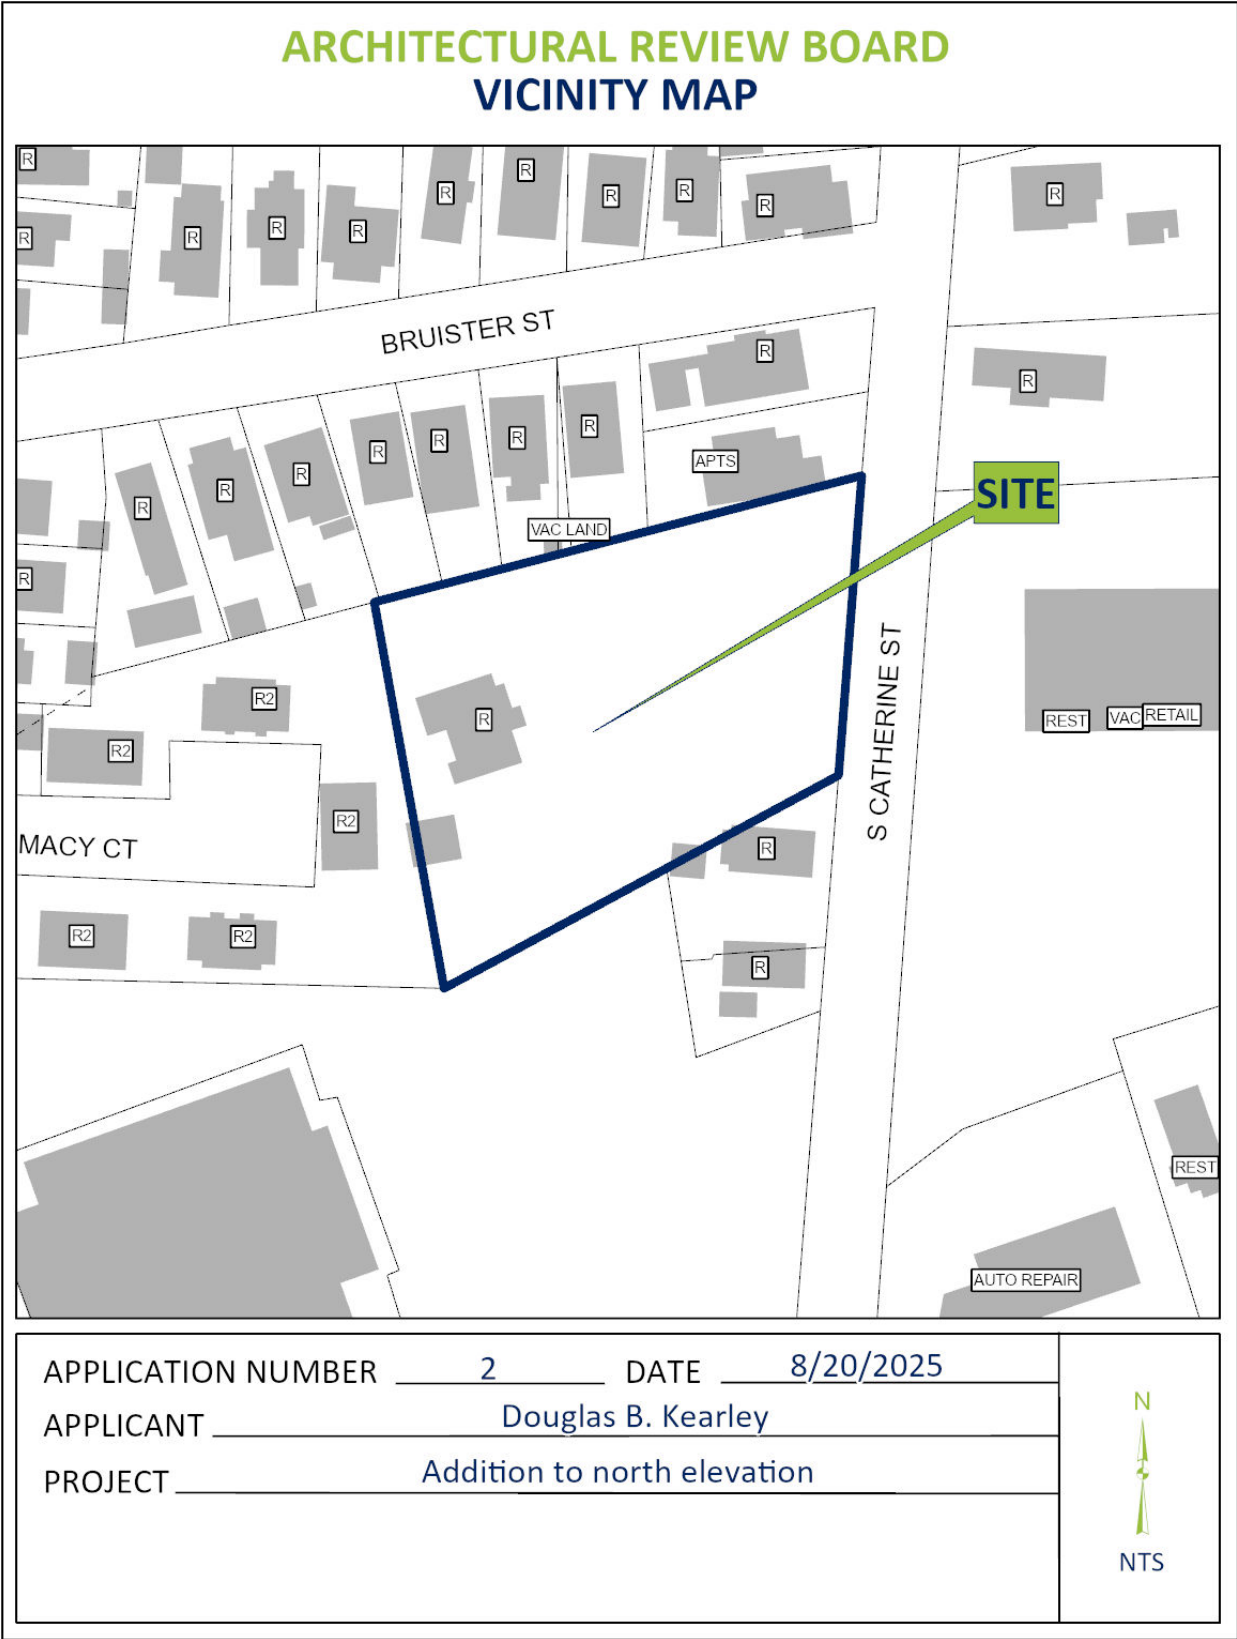 ARCHITECTURAL REVIEW BOARD
VICINITY MAP
R
R
R
R
R
R
R
R
R
R
R
R
BRUISTER ST
R
R
R
R
R
R
R
R
R
APTS
SITE
VAC LAND
R
R2
R
R2
REST
VAC
RETAIL
S CATHERINE ST
R2
MACY CT
R
R2
R2
R
REST
AUTO REPAIR
APPLICATION NUMBER 2 DATE 8/20/2025
APPLICANT Douglas B. Kearley
PROJECT Addition to north elevation
N
NTS